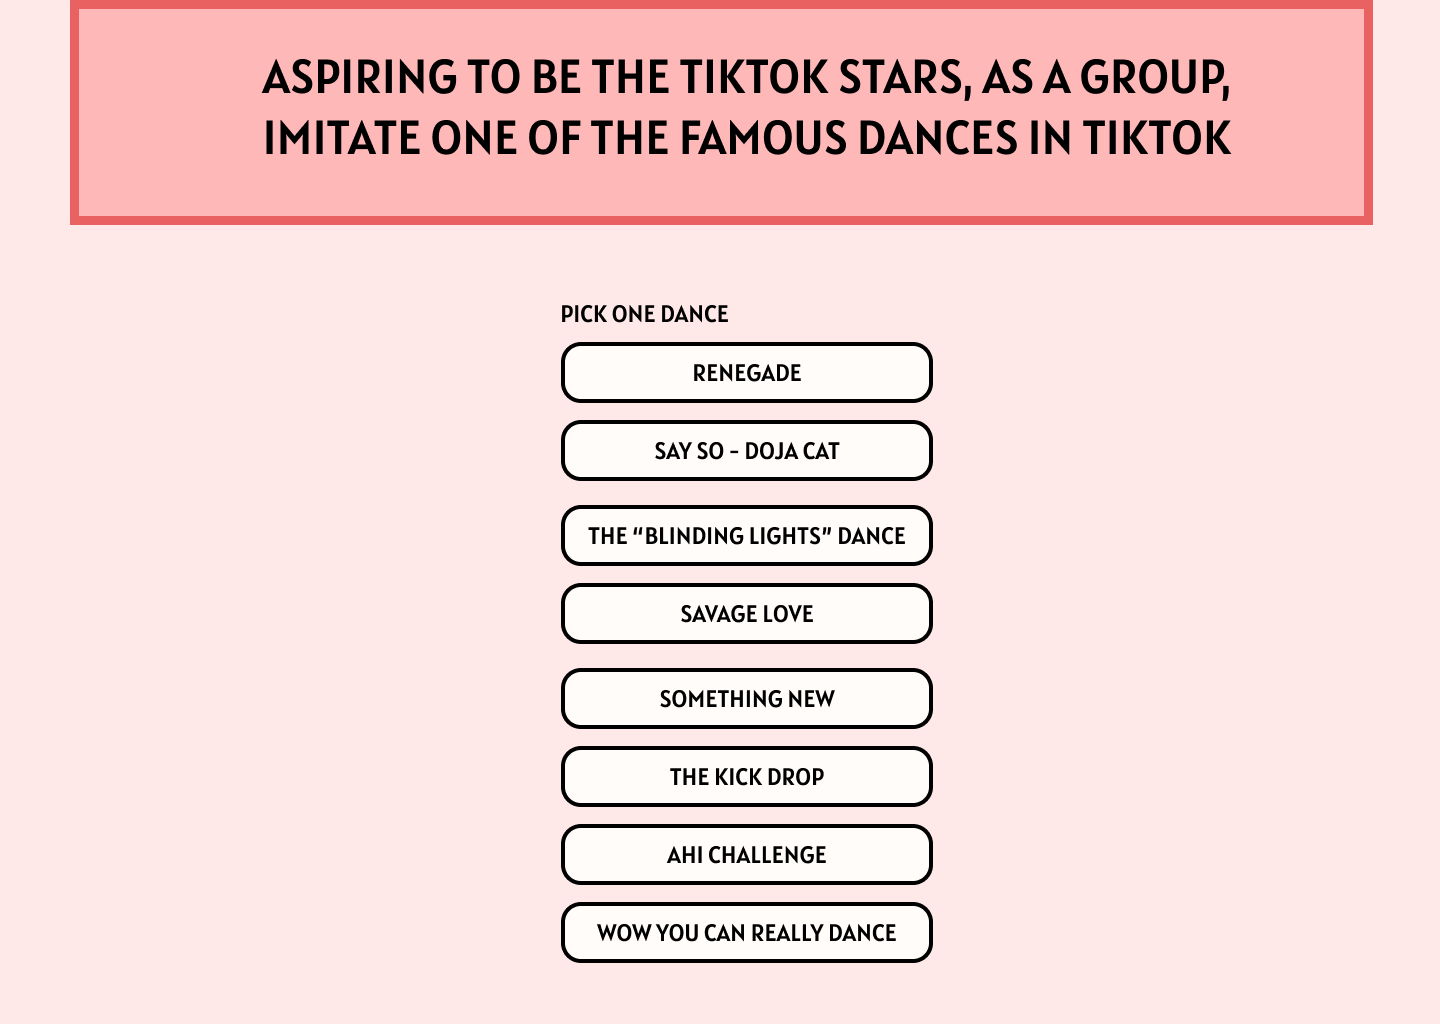 ASPIRING TO BE THE TIKTOK STARS, AS A GROUP,
IMITATE ONE OF THE FAMOUS DANCES IN TIKTOK
PICK ONE DANCE
RENEGADE
SAY SO - DOJA CAT
THE “BLINDING LIGHTS” DANCE
SAVAGE LOVE
SOMETHING NEW
THE KICK DROP
AHI CHALLENGE
WOW YOU CAN REALLY DANCE